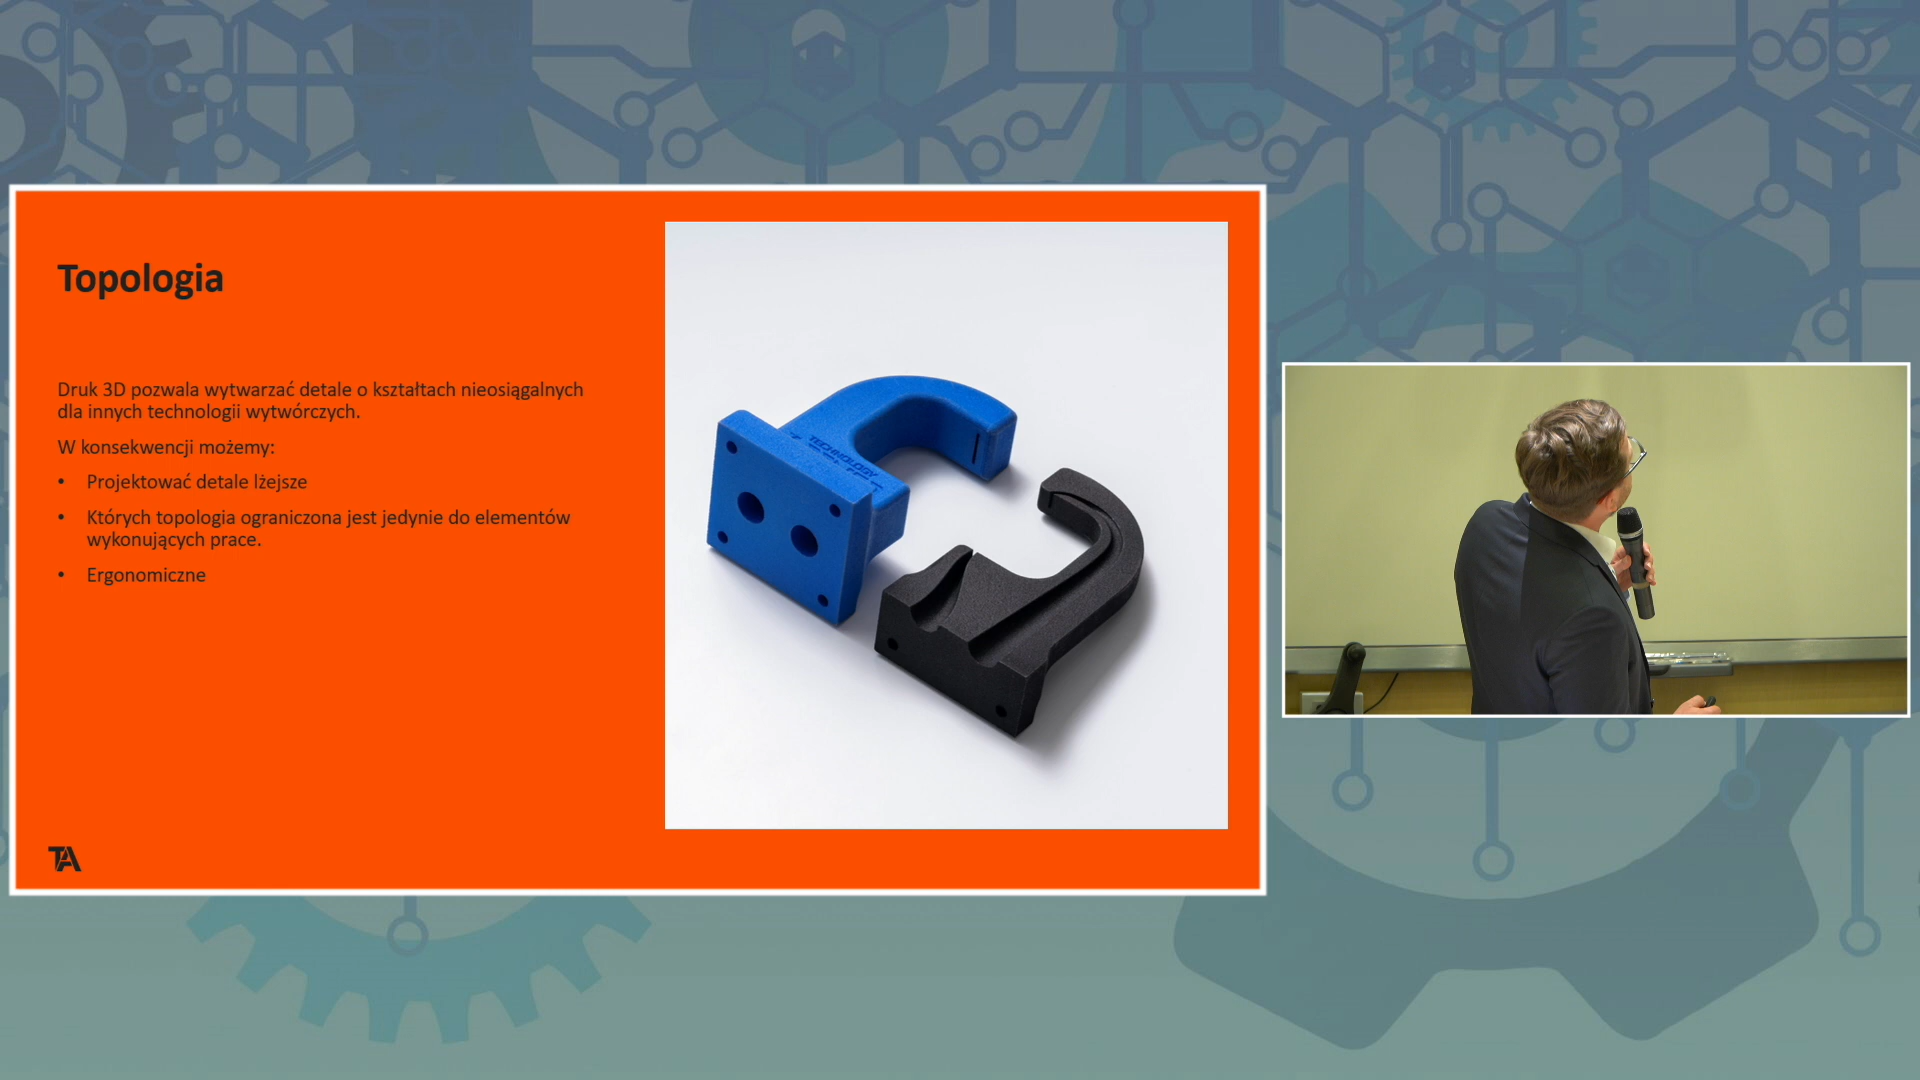 Topologia
Druk 3D pozwala wytwarzać detale o kształtach nieosiągalnych
dla innych technologii wytwórczych.
W konsekwencji możemy:
• Projektować detale lżejsze
• Których topologia ograniczona jest jedynie do elementów
wykonujących prace.
• Ergonomiczne
TECHNOLOGY
TA